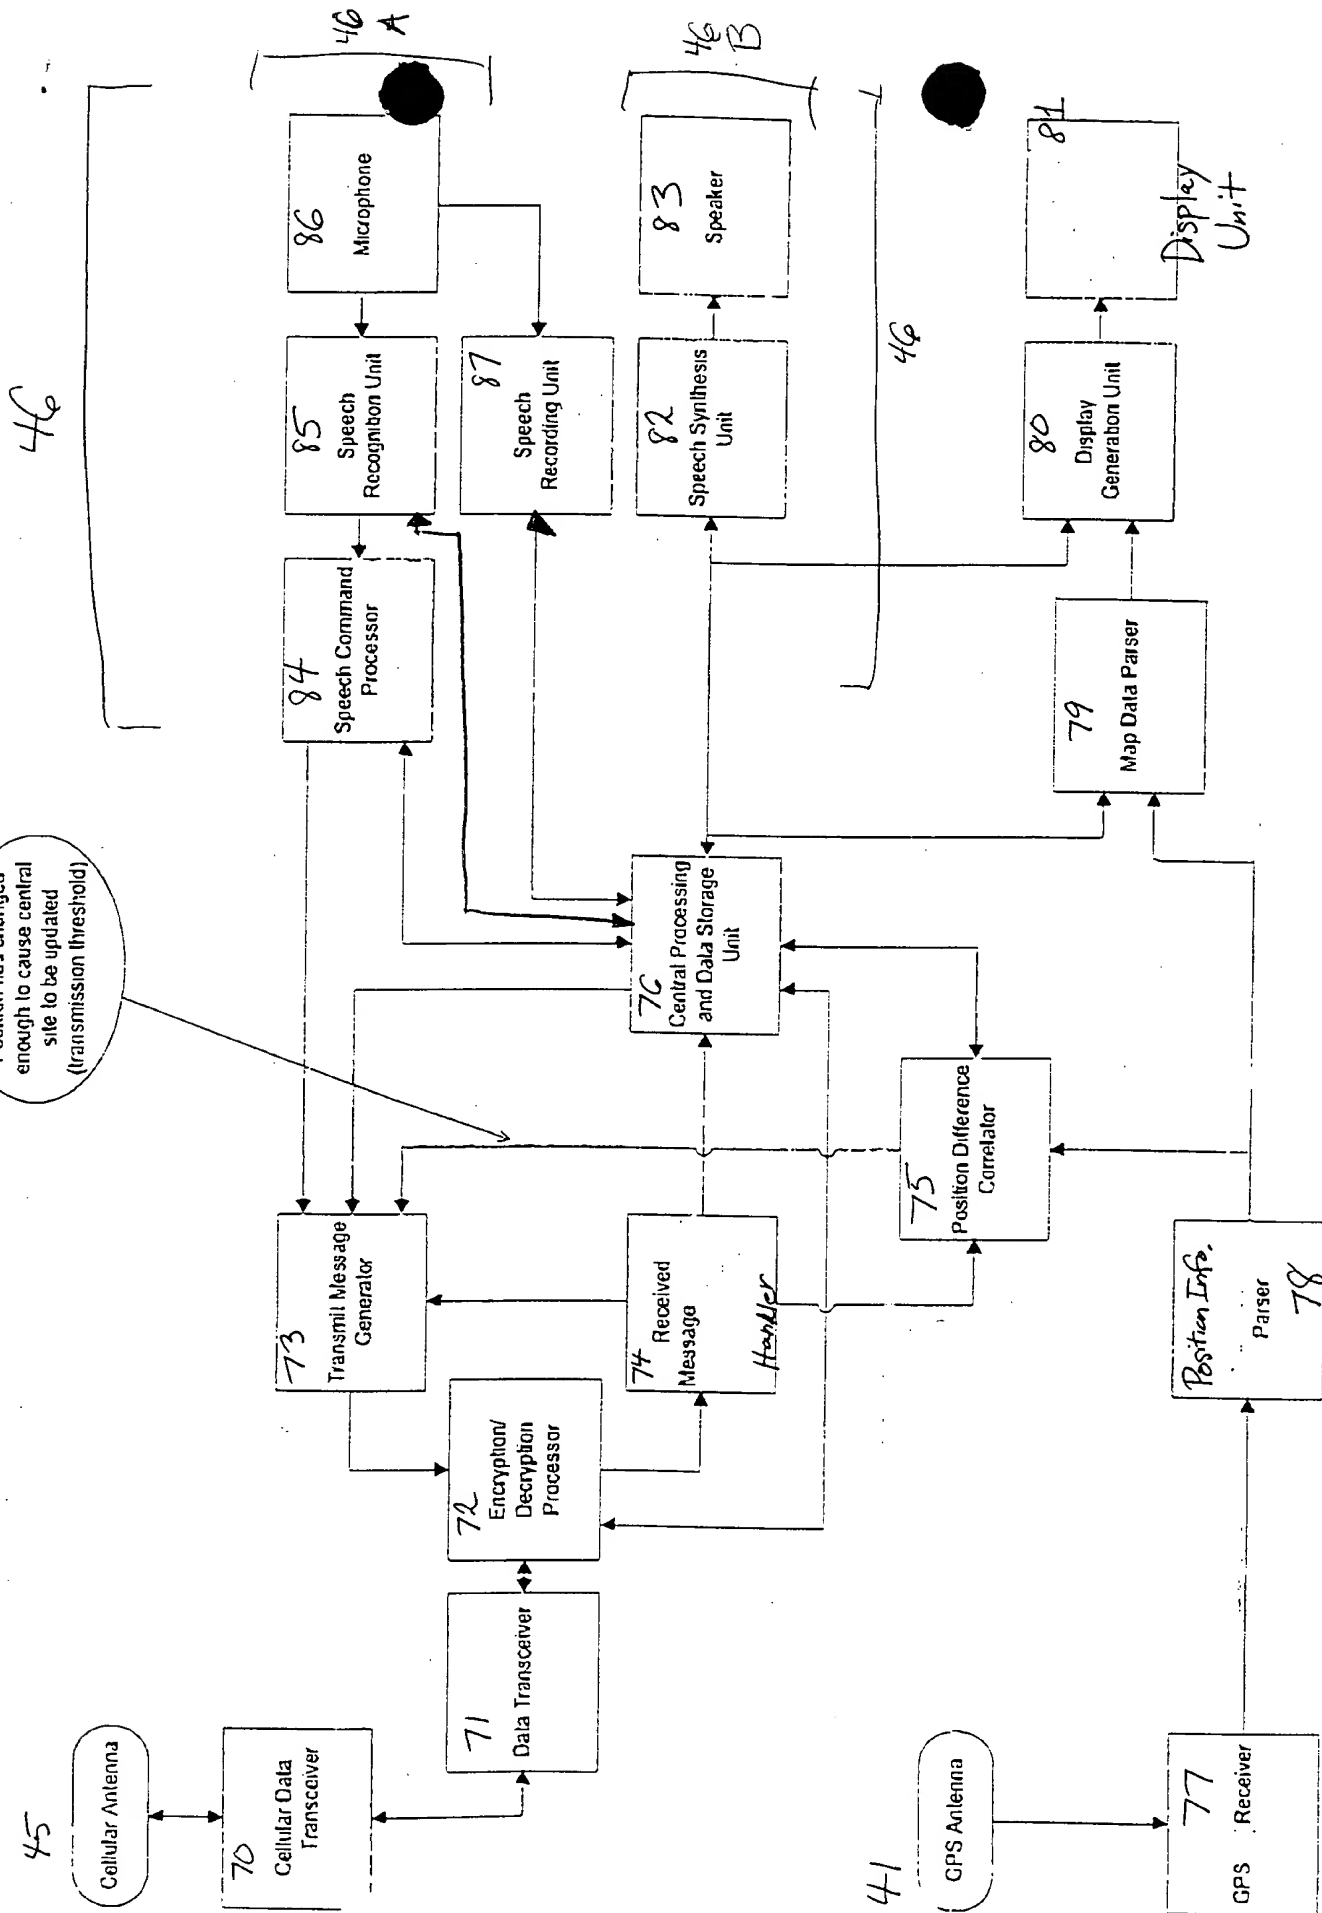 46
46
A
46
B
46
86
Microphone
85
Speech
Recognition Unit
87
Speech
Recording Unit
84
Speech Command
Processor
83
Speaker
82
Speech Synthesis
Unit
81
Display
Unit
80
Display
Generation Unit
79
Map Data Parser
enough to cause central
site to be updated
(transmission threshold)
76
Central Processing
and Data Storage
Unit
73
Transmit Message
Generator
74
Received
Message
Handler
75
Position Difference
Correlator
72
Encryption/
Decryption
Processor
71
Data Transceiver
45
Cellular Antenna
70
Cellular Data
Transceiver
41
GPS Antenna
77
GPS Receiver
Position Info.
Parser
78